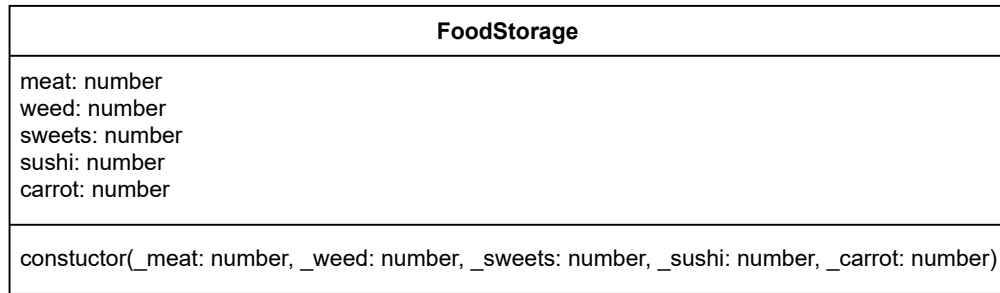 FoodStorage
meat: number
weed: number
sweets: number
sushi: number
carrot: number
constuctor(_meat: number, _weed: number, _sweets: number, _sushi: number, _carrot: number)